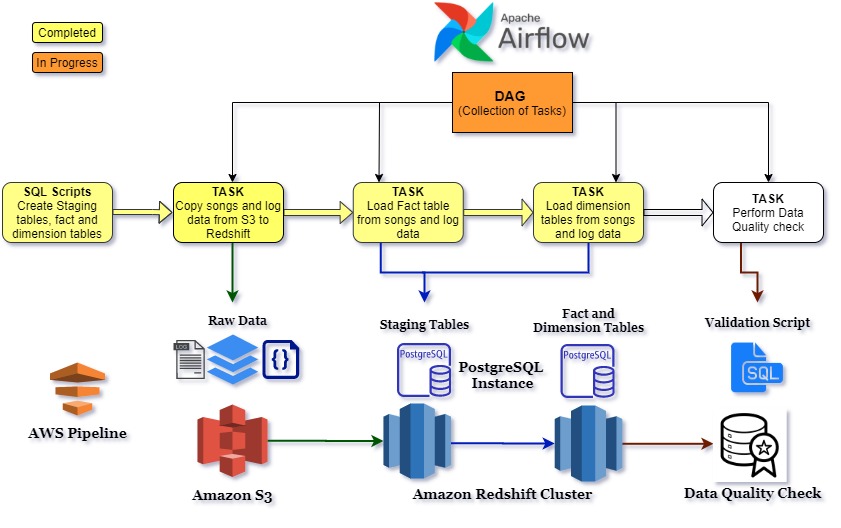 Completed
In Progress
Apache
Airflow
DAG
(Collection of Tasks)
SQL Scripts
Create Staging
tables, fact and
dimension tables
TASK
Copy songs and log
data from S3 to
Redshift
TASK
Load Fact table
from songs and log
data
TASK
Load dimension
tables from songs
and log data
TASK
Perform Data
Quality check
Raw Data
Staging Tables
Fact and
Dimension Tables
Validation Script
LOG
{}
PostgreSQL
PostgreSQL
Instance
PostgreSQL
SQL
AWS Pipeline
Amazon S3
Amazon Redshift Cluster
Data Quality Check